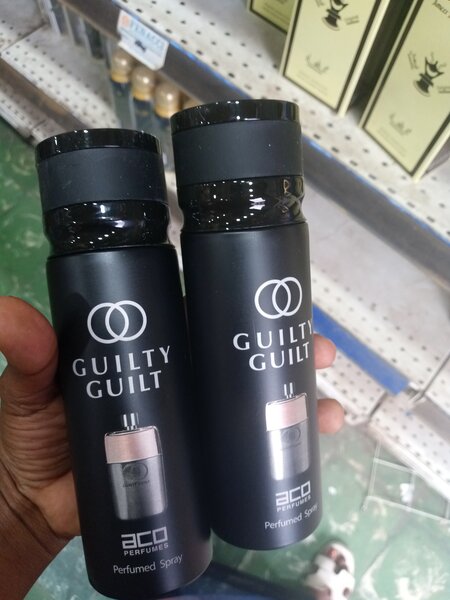 GUILTY
GUILT
aco
PERFUMES
Perfumed Spray
GUILTY
GUILT
aco
PERFUMES
Perfumed Spray